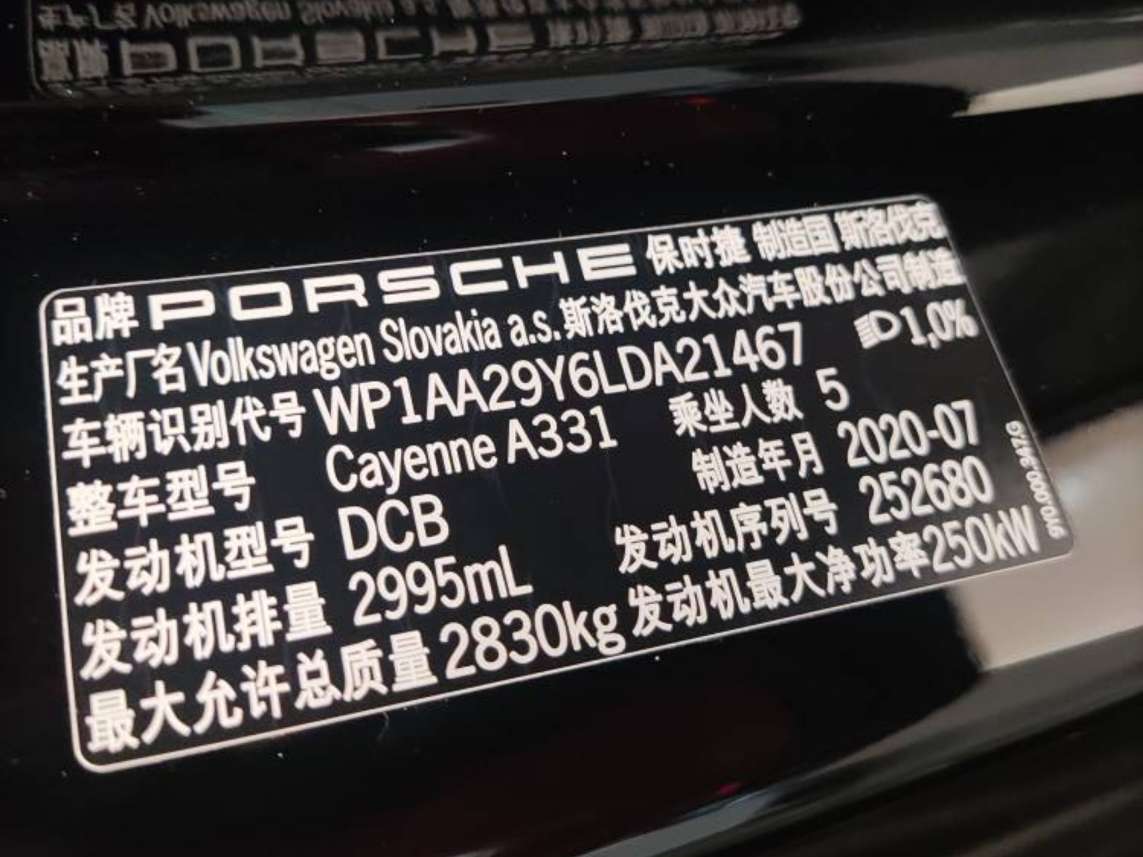 品牌 PORSCHE 保时捷 制造国 斯洛伐克
生产厂名 Volkswagen Slovakia a.s. 斯洛伐克大众汽车股份公司制造
车辆识别代号 WP1AA29Y6LDA21467 1,0%
整车型号 Cayenne A331 乘坐人数 5
发动机型号 DCB 制造年月 2020-07
发动机排量 2995mL 发动机序列号 252680
最大允许总质量 2830kg 发动机最大净功率 250kW
9Y0.000.347.G